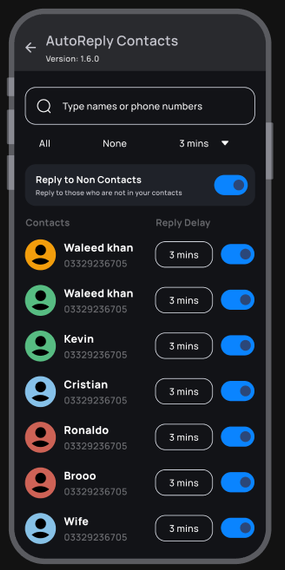 AutoReply Contacts
Version: 1.6.0
Type names or phone numbers
All None 3 mins
Reply to Non Contacts
Reply to those who are not in your contacts
Contacts Reply Delay
Waleed khan
03329236705
3 mins
Waleed khan
03329236705
3 mins
Kevin
03329236705
3 mins
Cristian
03329236705
3 mins
Ronaldo
03329236705
3 mins
Brooo
03329236705
3 mins
Wife
03329236705
3 mins